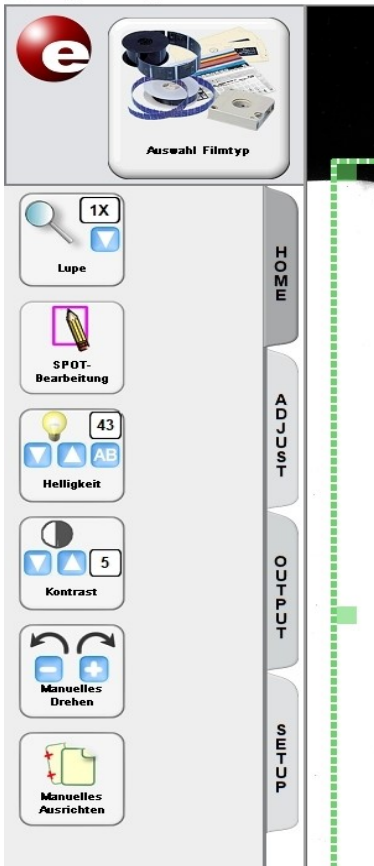 e
Auswahl Filmtyp
1X
Lupe
SPOT-
Bearbeitung
43
AB
Helligkeit
5
Kontrast
Manuelles
Drehen
Manuelles
Ausrichten
HOME
ADJUST
OUTPUT
SETUP